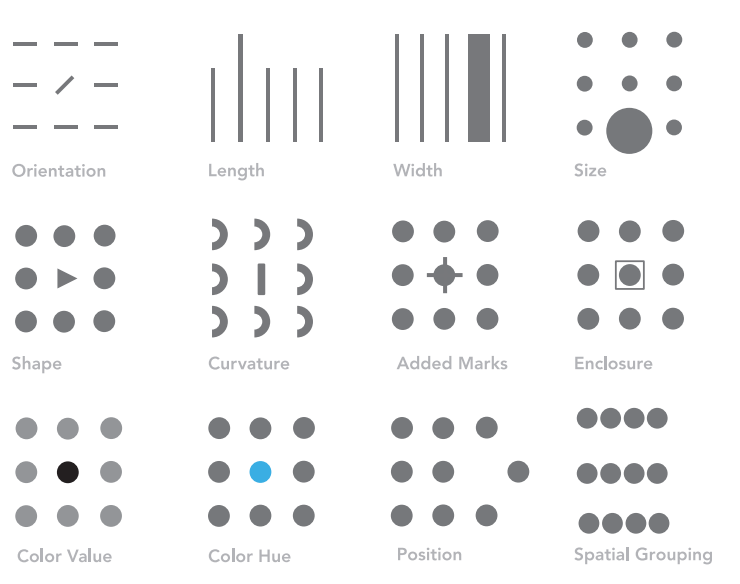 Orientation
Length
Width
Size
Shape
Curvature
Added Marks
Enclosure
Color Value
Color Hue
Position
Spatial Grouping